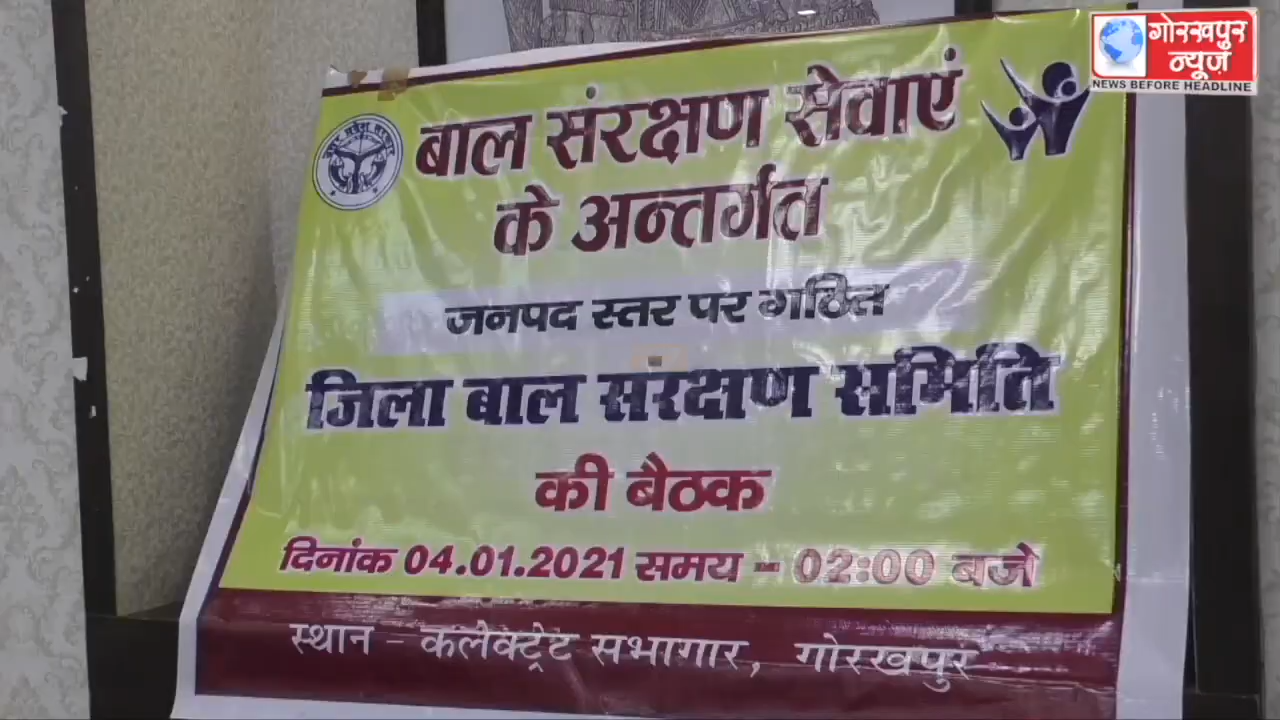 गोरखपुर
न्यूज़
NEWS BEFORE HEADLINE
बाल संरक्षण सेवाएं
के अन्तर्गत
जनपद स्तर पर गठित
जिला बाल संरक्षण समिति
की बैठक
दिनांक 04.01.2021 समय - 02:00 बजे
स्थान - कलेक्ट्रेट सभागार, गोरखपुर